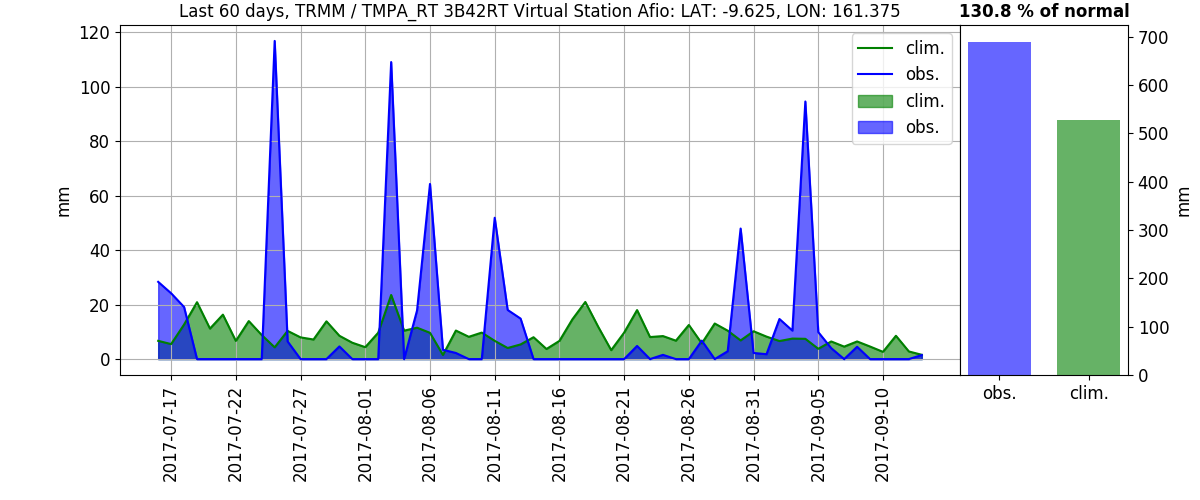 Last 60 days, TRMM / TMPA_RT 3B42RT Virtual Station Afio: LAT: -9.625, LON: 161.375
130.8 % of normal
120
100
80
60
40
20
0
mm
clim.
obs.
clim.
obs.
2017-07-17
2017-07-22
2017-07-27
2017-08-01
2017-08-06
2017-08-11
2017-08-16
2017-08-21
2017-08-26
2017-08-31
2017-09-05
2017-09-10
700
600
500
400
300
200
100
0
mm
obs.
clim.